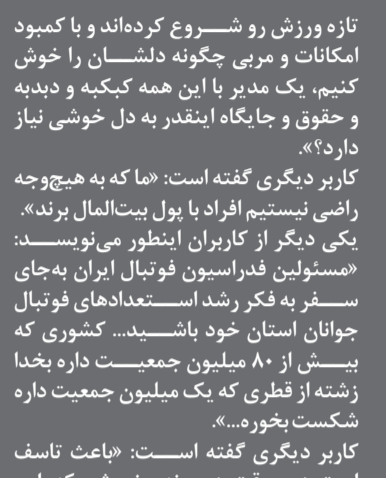 تازه ورزش رو شروع کرده‌اند و با کمبود
امکانات و مربی چگونه دلشان را خوش
کنیم، یک مدیر با این همه کبکبه و دبدبه
و حقوق و جایگاه اینقدر به دل خوشی نیاز
دارد؟».
کاربر دیگری گفته است: «ما که به هیچ‌وجه
راضی نیستیم افراد با پول بیت‌المال برند».
یکی دیگر از کاربران اینطور می‌نویسد:
«مسئولین فدراسیون فوتبال ایران به‌جای
سفر به فکر رشد استعدادهای فوتبال
جوانان استان خود باشید... کشوری که
بیش از ۸۰ میلیون جمعیت داره بخدا
زشته از قطری که یک میلیون جمعیت داره
شکست بخوره...».
کاربر دیگری گفته است: «باعث تاسف